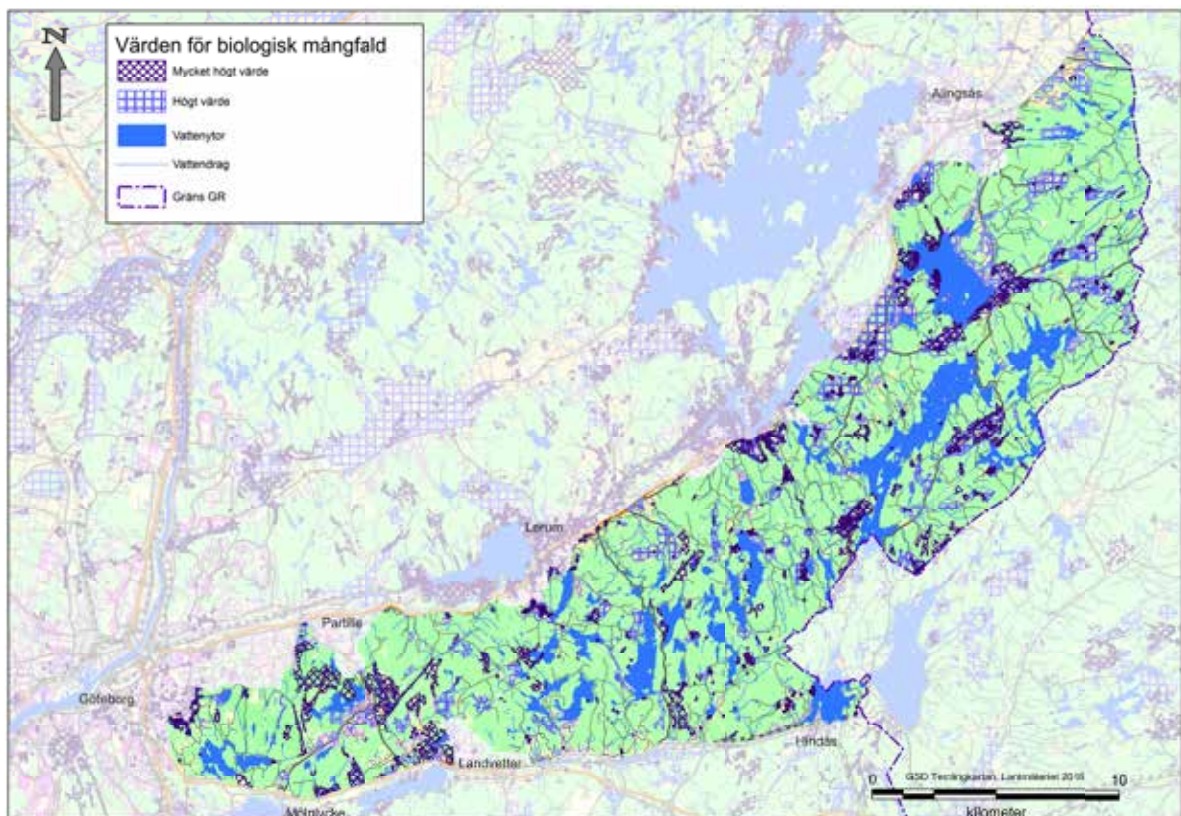 N
Värden för biologisk mångfald
Mycket högt värde
Högt värde
Vattenytor
Vattendrag
Gräns GR
Alingsås
Lerum
Partille
Göteborg
Landvetter
Hindås
Mölnlycke
GSD Terrängkartan, Lantmäteriet 2016
0 10
kilometer